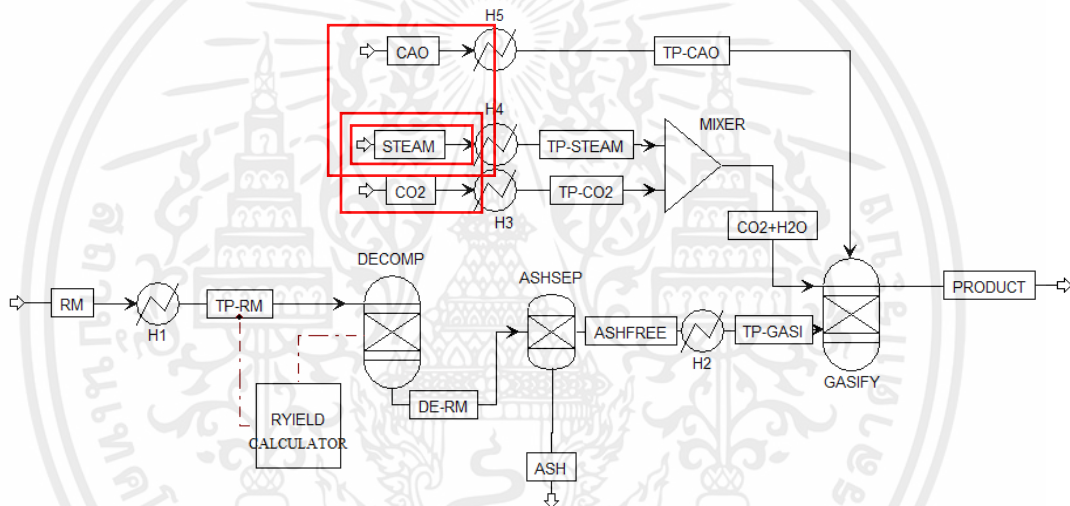 H5
CAO
TP-CAO
H4
MIXER
STEAM
TP-STEAM
CO2
TP-CO2
H3
CO2+H2O
DECOMP
ASHSEP
PRODUCT
RM
TP-RM
H1
ASHFREE
TP-GASI
H2
GASIFY
DE-RM
RYIELD
CALCULATOR
ASH